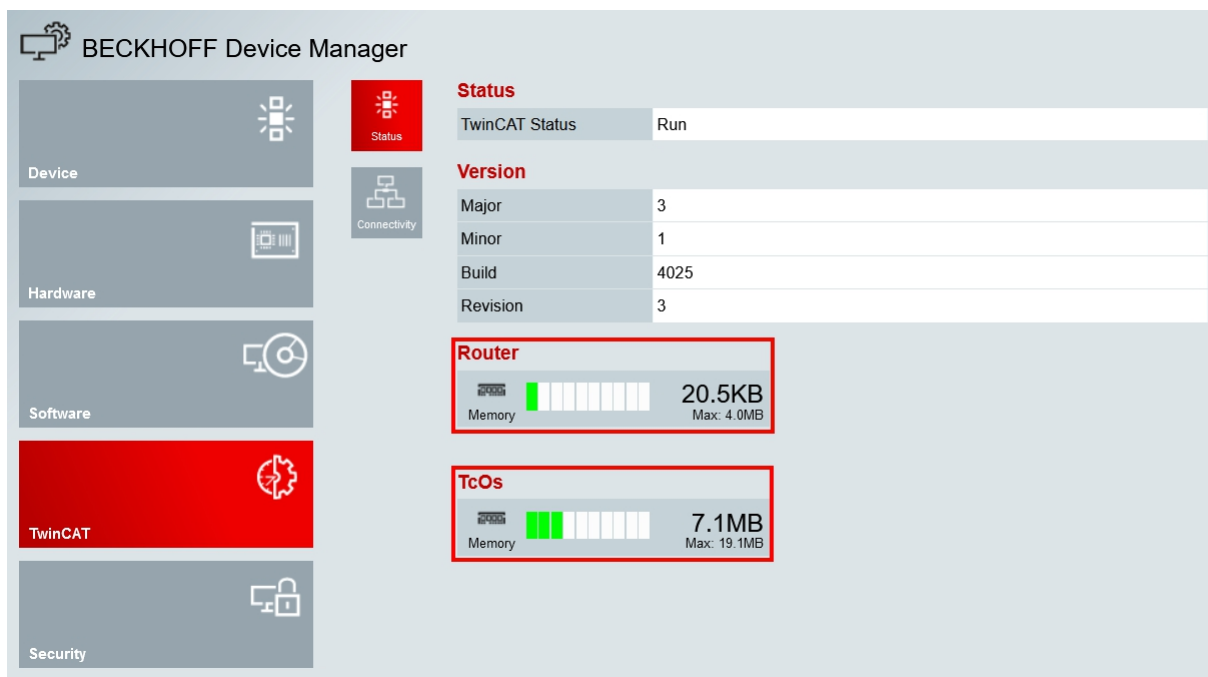 BECKHOFF Device Manager
Device
Hardware
Software
TwinCAT
Security
Status
Connectivity
Status
TwinCAT Status Run
Version
Major 3
Minor 1
Build 4025
Revision 3
Router
Memory 20.5KB
Max: 4.0MB
TcOs
Memory 7.1MB
Max: 19.1MB